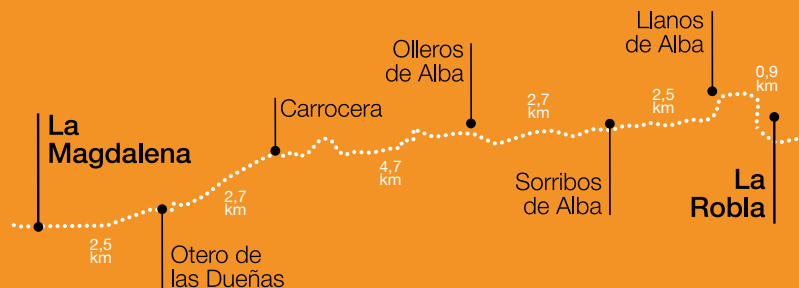 La
Magdalena
2,5
km
Otero de
las Dueñas
2,7
km
Carrocera
4,7
km
Olleros
de Alba
2,7
km
Sorribos
de Alba
2,5
km
Llanos
de Alba
0,9
km
La
Robla